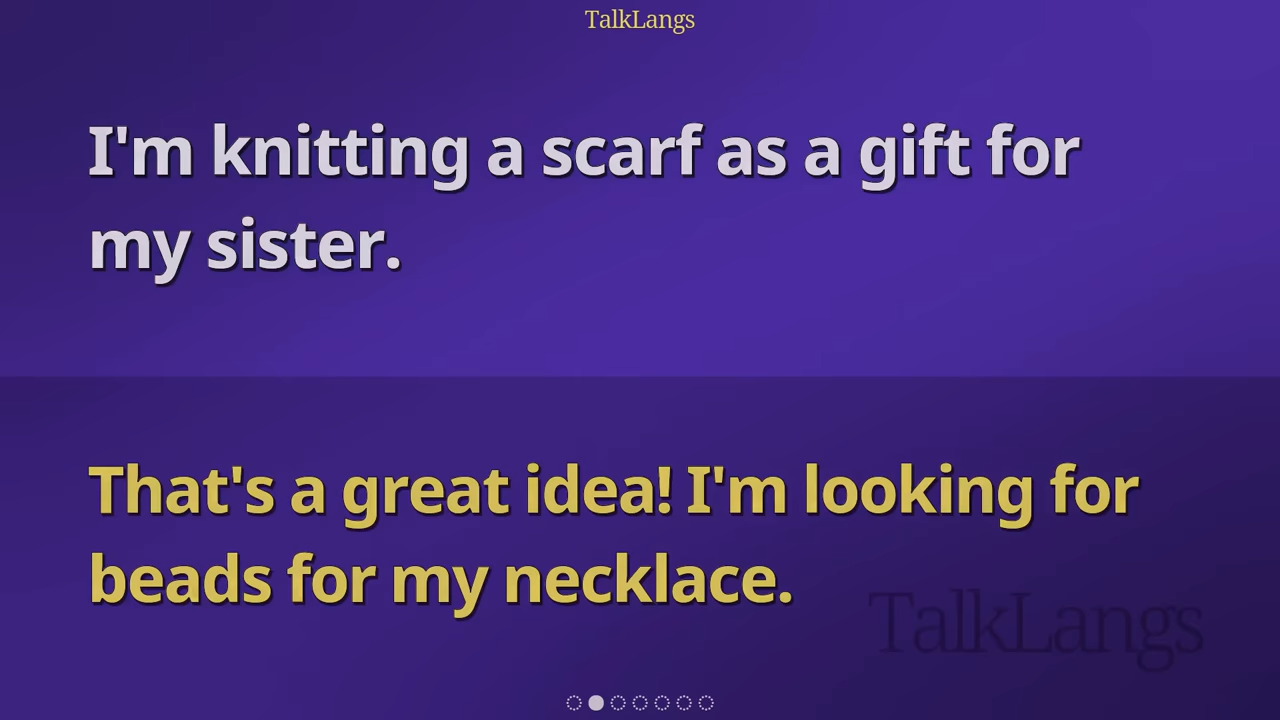 TalkLangs
I'm knitting a scarf as a gift for
my sister.
That's a great idea! I'm looking for
beads for my necklace.
TalkLangs